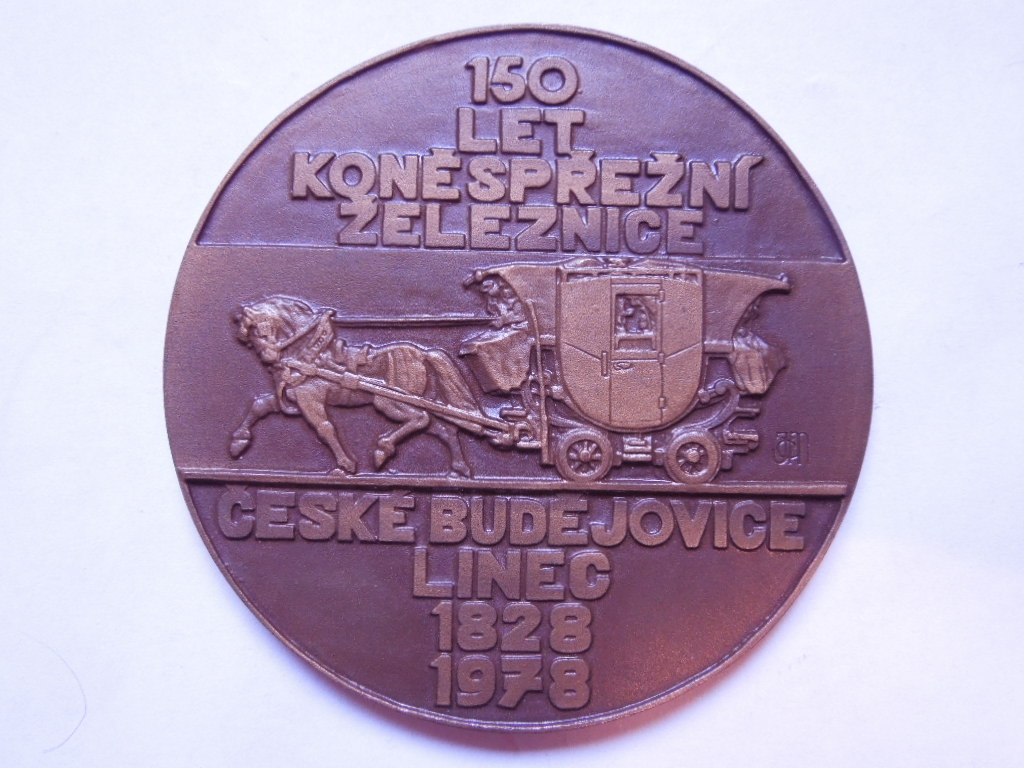 150
LET
KONĚSPŘEŽNÍ
ŽELEZNICE
ČESKÉ BUDĚJOVICE
LINEC
1828
1978